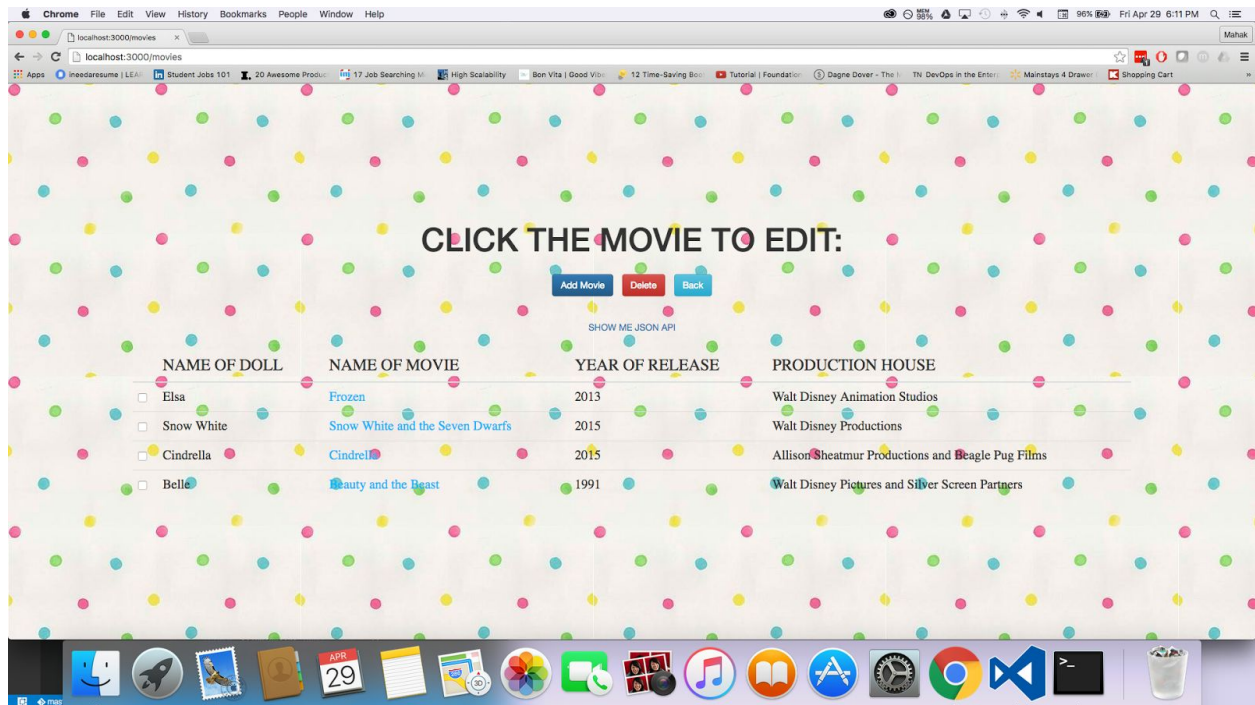 Chrome File Edit View History Bookmarks People Window Help
MEM 98% 96% Fri Apr 29 6:11 PM
localhost:3000/movies × Mahak
localhost:3000/movies
Apps ineedaresume | LEA Student Jobs 101 20 Awesome Produc 17 Job Searching M High Scalability Bon Vita | Good Vibe 12 Time-Saving Boo Tutorial | Foundation Dagne Dover - The TN DevOps in the Enter Mainstays 4 Drawer Shopping Cart »
CLICK THE MOVIE TO EDIT:
Add Movie Delete Back
SHOW ME JSON API
NAME OF DOLL NAME OF MOVIE YEAR OF RELEASE PRODUCTION HOUSE
Elsa Frozen 2013 Walt Disney Animation Studios
Snow White Snow White and the Seven Dwarfs 2015 Walt Disney Productions
Cindrella Cindrella 2015 Allison Sheatmur Productions and Beagle Pug Films
Belle Beauty and the Beast 1991 Walt Disney Pictures and Silver Screen Partners
APR
29
mas